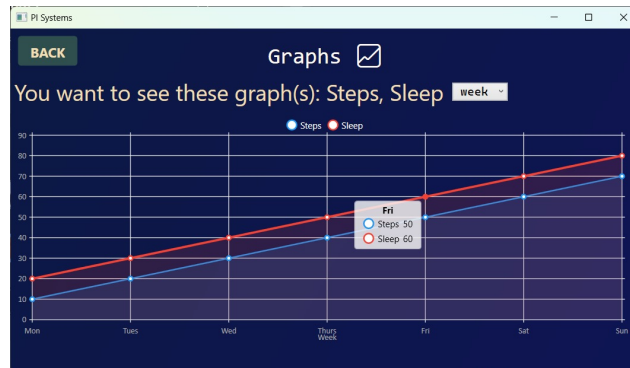 PI Systems
BACK
Graphs
You want to see these graph(s): Steps, Sleep week
Steps Sleep
90
80
70
60
50
40
30
20
10
0
Fri
Steps 50
Sleep 60
Mon Tues Wed Thurs Fri Sat Sun
Week